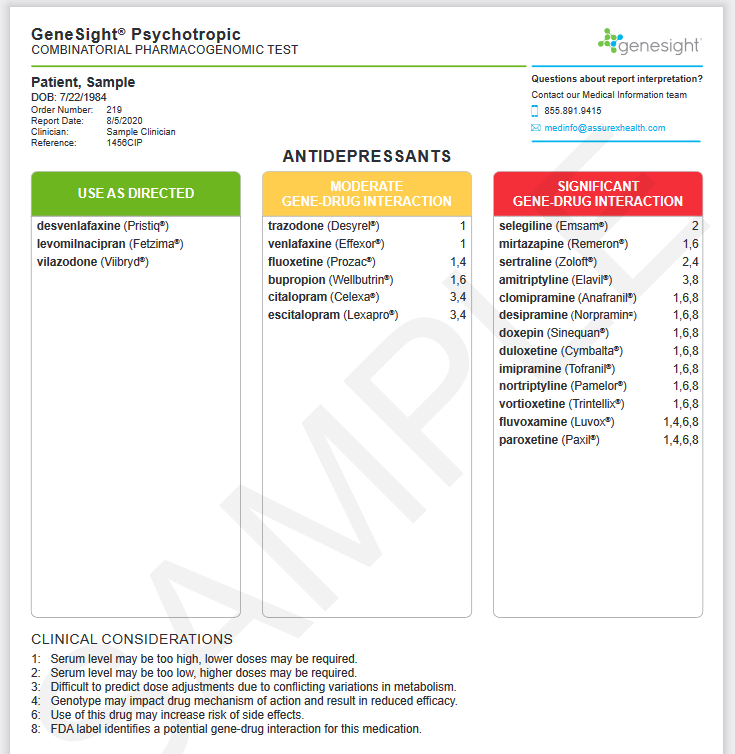 GeneSight® Psychotropic
COMBINATORIAL PHARMACOGENOMIC TEST
genesight®
Patient, Sample
DOB: 7/22/1984
Order Number: 219
Report Date: 8/5/2020
Clinician: Sample Clinician
Reference: 1456CIP
Questions about report interpretation?
Contact our Medical Information team
855.891.9415
medinfo@assurexhealth.com
ANTIDEPRESSANTS
USE AS DIRECTED
desvenlafaxine (Pristiq®)
levomilnacipran (Fetzima®)
vilazodone (Viibryd®)
MODERATE
GENE-DRUG INTERACTION
trazodone (Desyrel®) 1
venlafaxine (Effexor®) 1
fluoxetine (Prozac®) 1,4
bupropion (Wellbutrin®) 1,6
citalopram (Celexa®) 3,4
escitalopram (Lexapro®) 3,4
SIGNIFICANT
GENE-DRUG INTERACTION
selegiline (Emsam®) 2
mirtazapine (Remeron®) 1,6
sertraline (Zoloft®) 2,4
amitriptyline (Elavil®) 3,8
clomipramine (Anafranil®) 1,6,8
desipramine (Norpramin®) 1,6,8
doxepin (Sinequan®) 1,6,8
duloxetine (Cymbalta®) 1,6,8
imipramine (Tofranil®) 1,6,8
nortriptyline (Pamelor®) 1,6,8
vortioxetine (Trintellix®) 1,6,8
fluvoxamine (Luvox®) 1,4,6,8
paroxetine (Paxil®) 1,4,6,8
SAMPLE
CLINICAL CONSIDERATIONS
1: Serum level may be too high, lower doses may be required.
2: Serum level may be too low, higher doses may be required.
3: Difficult to predict dose adjustments due to conflicting variations in metabolism.
4: Genotype may impact drug mechanism of action and result in reduced efficacy.
6: Use of this drug may increase risk of side effects.
8: FDA label identifies a potential gene-drug interaction for this medication.